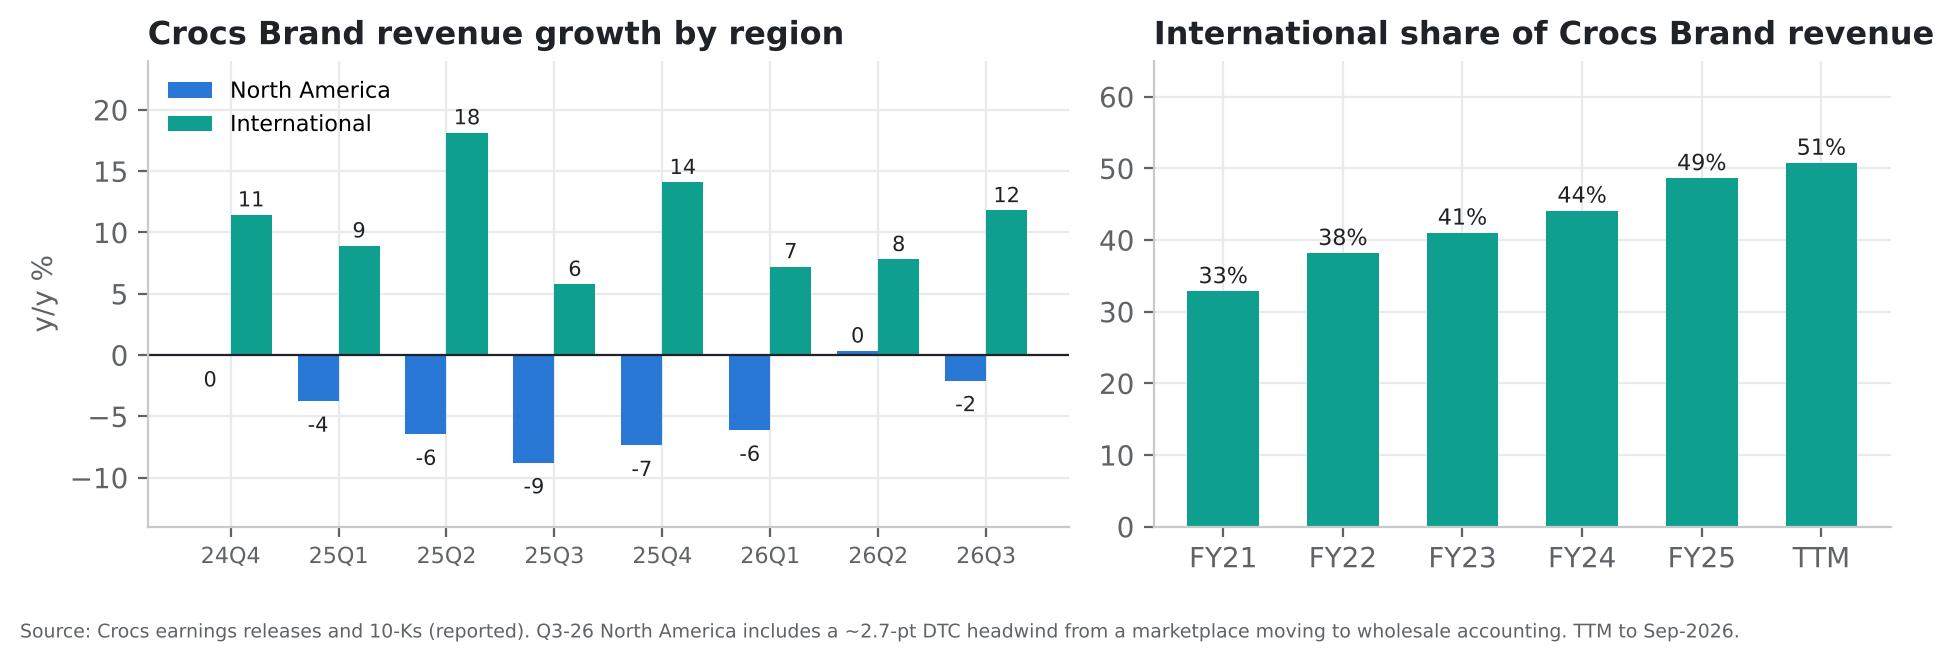 Crocs Brand revenue growth by region
North America
International
y/y %
20
15
10
5
0
−5
−10
0
11
-4
9
-6
18
-9
6
-7
14
-6
7
0
8
-2
12
24Q4
25Q1
25Q2
25Q3
25Q4
26Q1
26Q2
26Q3
International share of Crocs Brand revenue
60
50
40
30
20
10
0
33%
38%
41%
44%
49%
51%
FY21
FY22
FY23
FY24
FY25
TTM
Source: Crocs earnings releases and 10-Ks (reported). Q3-26 North America includes a ~2.7-pt DTC headwind from a marketplace moving to wholesale accounting. TTM to Sep-2026.